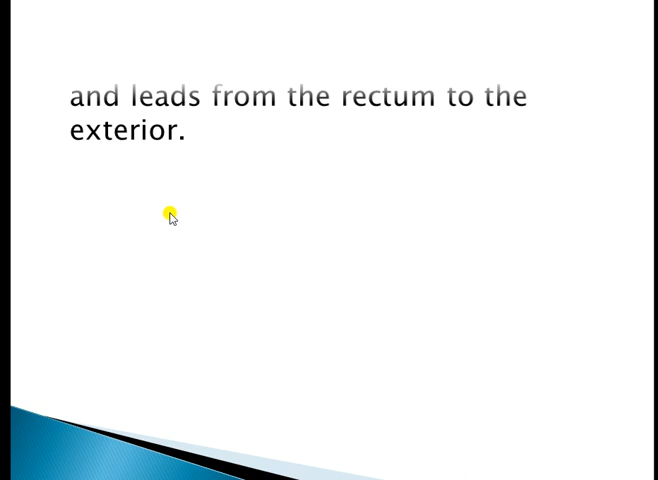 and leads from the rectum to the
exterior.